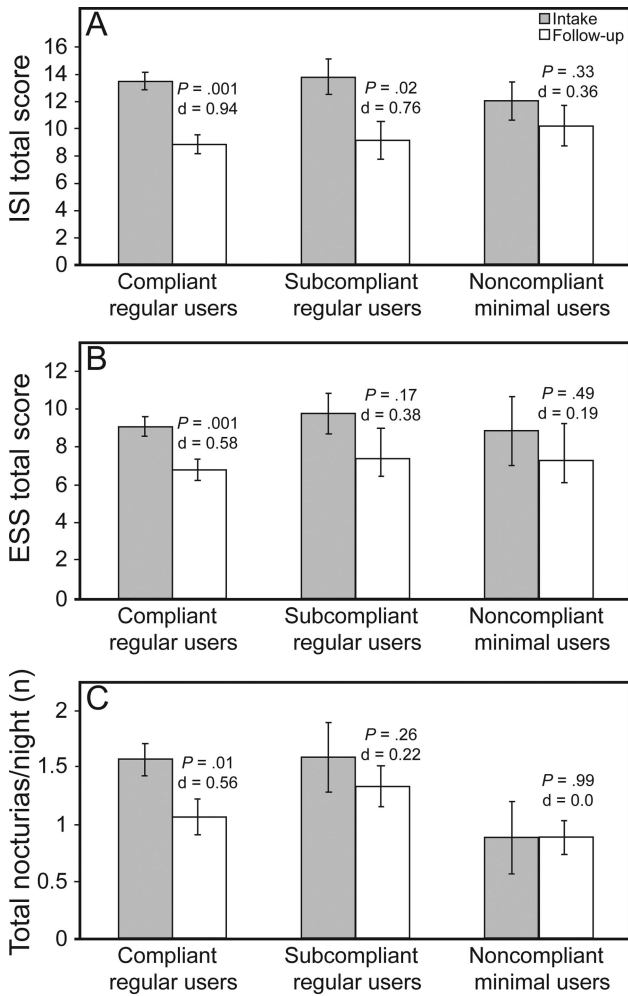 A
Intake
Follow-up
ISI total score
16
14
12
10
8
6
4
2
0
P = .001
d = 0.94
P = .02
d = 0.76
P = .33
d = 0.36
Compliant
regular users
Subcompliant
regular users
Noncompliant
minimal users
B
ESS total score
12
10
8
6
4
2
0
P = .001
d = 0.58
P = .17
d = 0.38
P = .49
d = 0.19
Compliant
regular users
Subcompliant
regular users
Noncompliant
minimal users
C
Total nocturias/night (n)
2
1.5
1
0.5
0
P = .01
d = 0.56
P = .26
d = 0.22
P = .99
d = 0.0
Compliant
regular users
Subcompliant
regular users
Noncompliant
minimal users